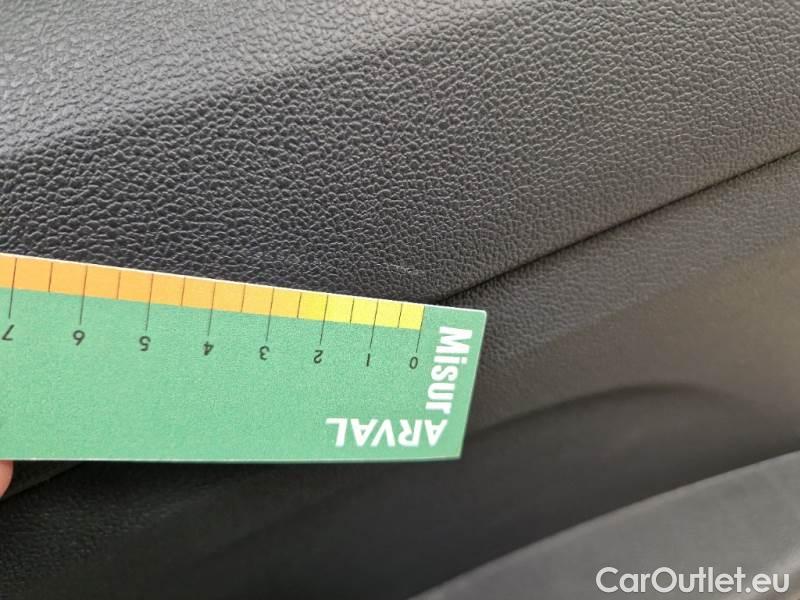 7 6 5 4 3 2 1 0
Misur
ARVAL
CarOutlet.eu